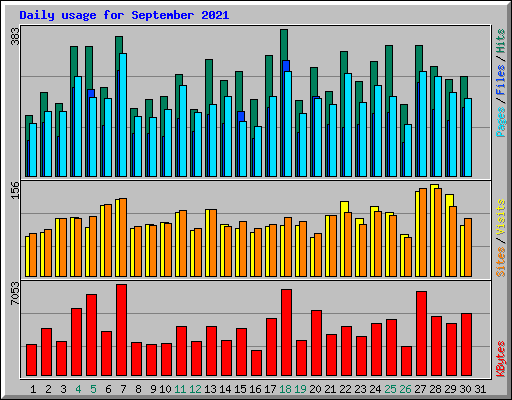 Daily usage for September 2021
383
156
7053
Pages / Files / Hits
Sites / Visits
KBytes
1 2 3 4 5 6 7 8 9 10 11 12 13 14 15 16 17 18 19 20 21 22 23 24 25 26 27 28 29 30 31